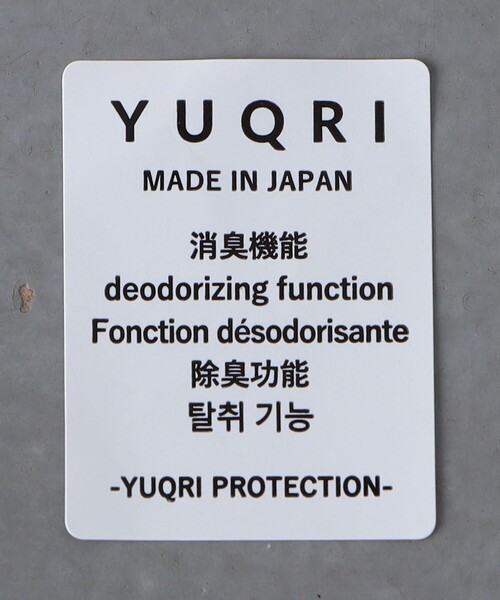 YUQRI
MADE IN JAPAN
消臭機能
deodorizing function
Fonction désodorisante
除臭功能
탈취 기능
-YUQRI PROTECTION-